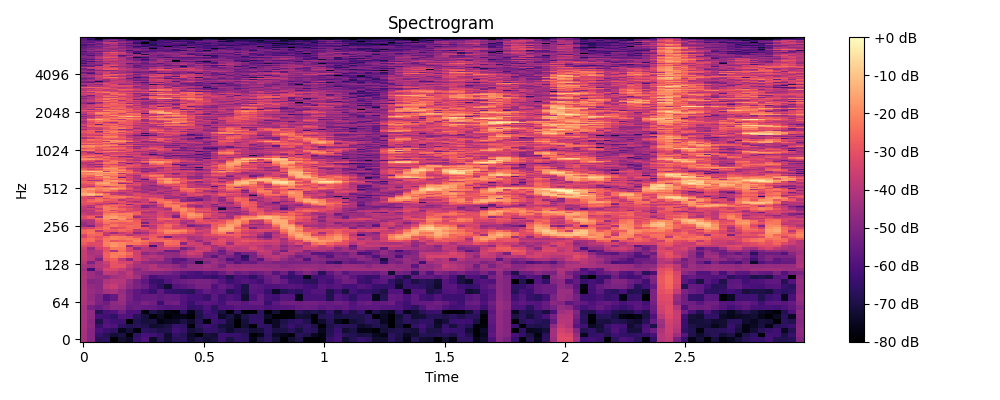 Spectrogram
Hz
4096
2048
1024
512
256
128
64
0
0
0.5
1
1.5
2
2.5
Time
+0 dB
-10 dB
-20 dB
-30 dB
-40 dB
-50 dB
-60 dB
-70 dB
-80 dB